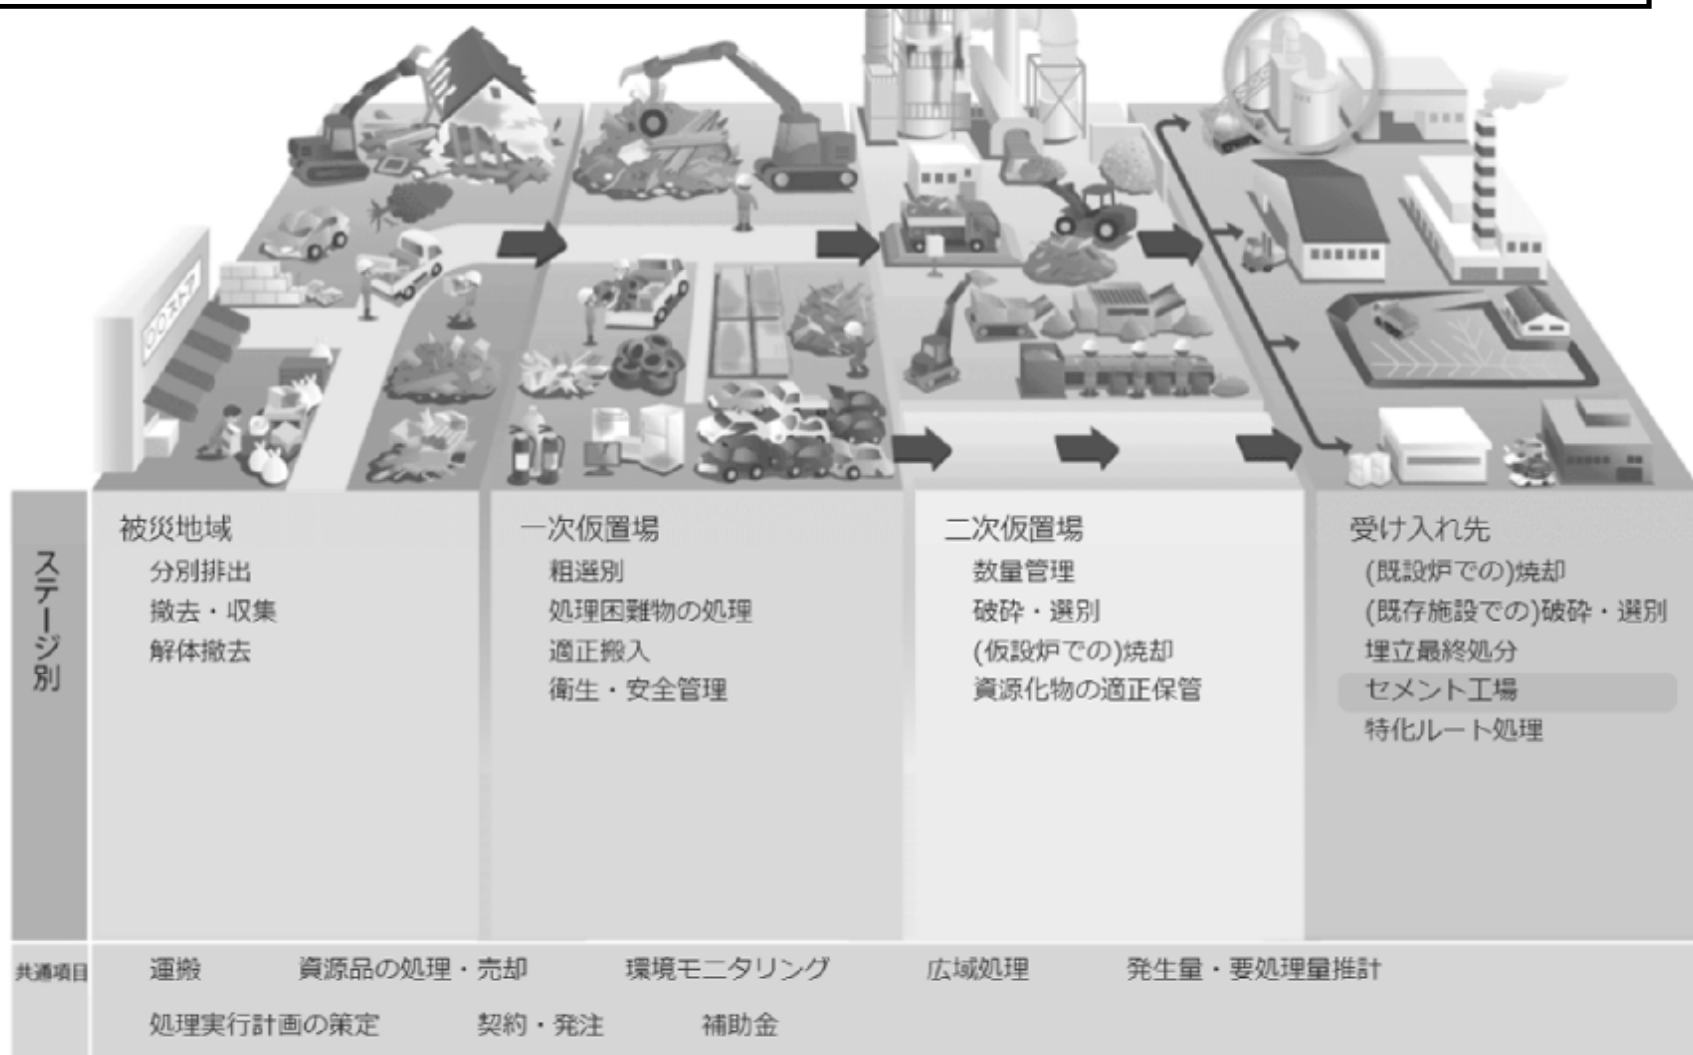 〇〇ストア
ステージ別
被災地域
分別排出
撤去・収集
解体撤去
一次仮置場
粗選別
処理困難物の処理
適正搬入
衛生・安全管理
二次仮置場
数量管理
破砕・選別
(仮設炉での)焼却
資源化物の適正保管
受け入れ先
(既設炉での)焼却
(既存施設での)破砕・選別
埋立最終処分
セメント工場
特化ルート処理
共通項目
運搬 資源品の処理・売却 環境モニタリング 広域処理 発生量・要処理量推計
処理実行計画の策定 契約・発注 補助金